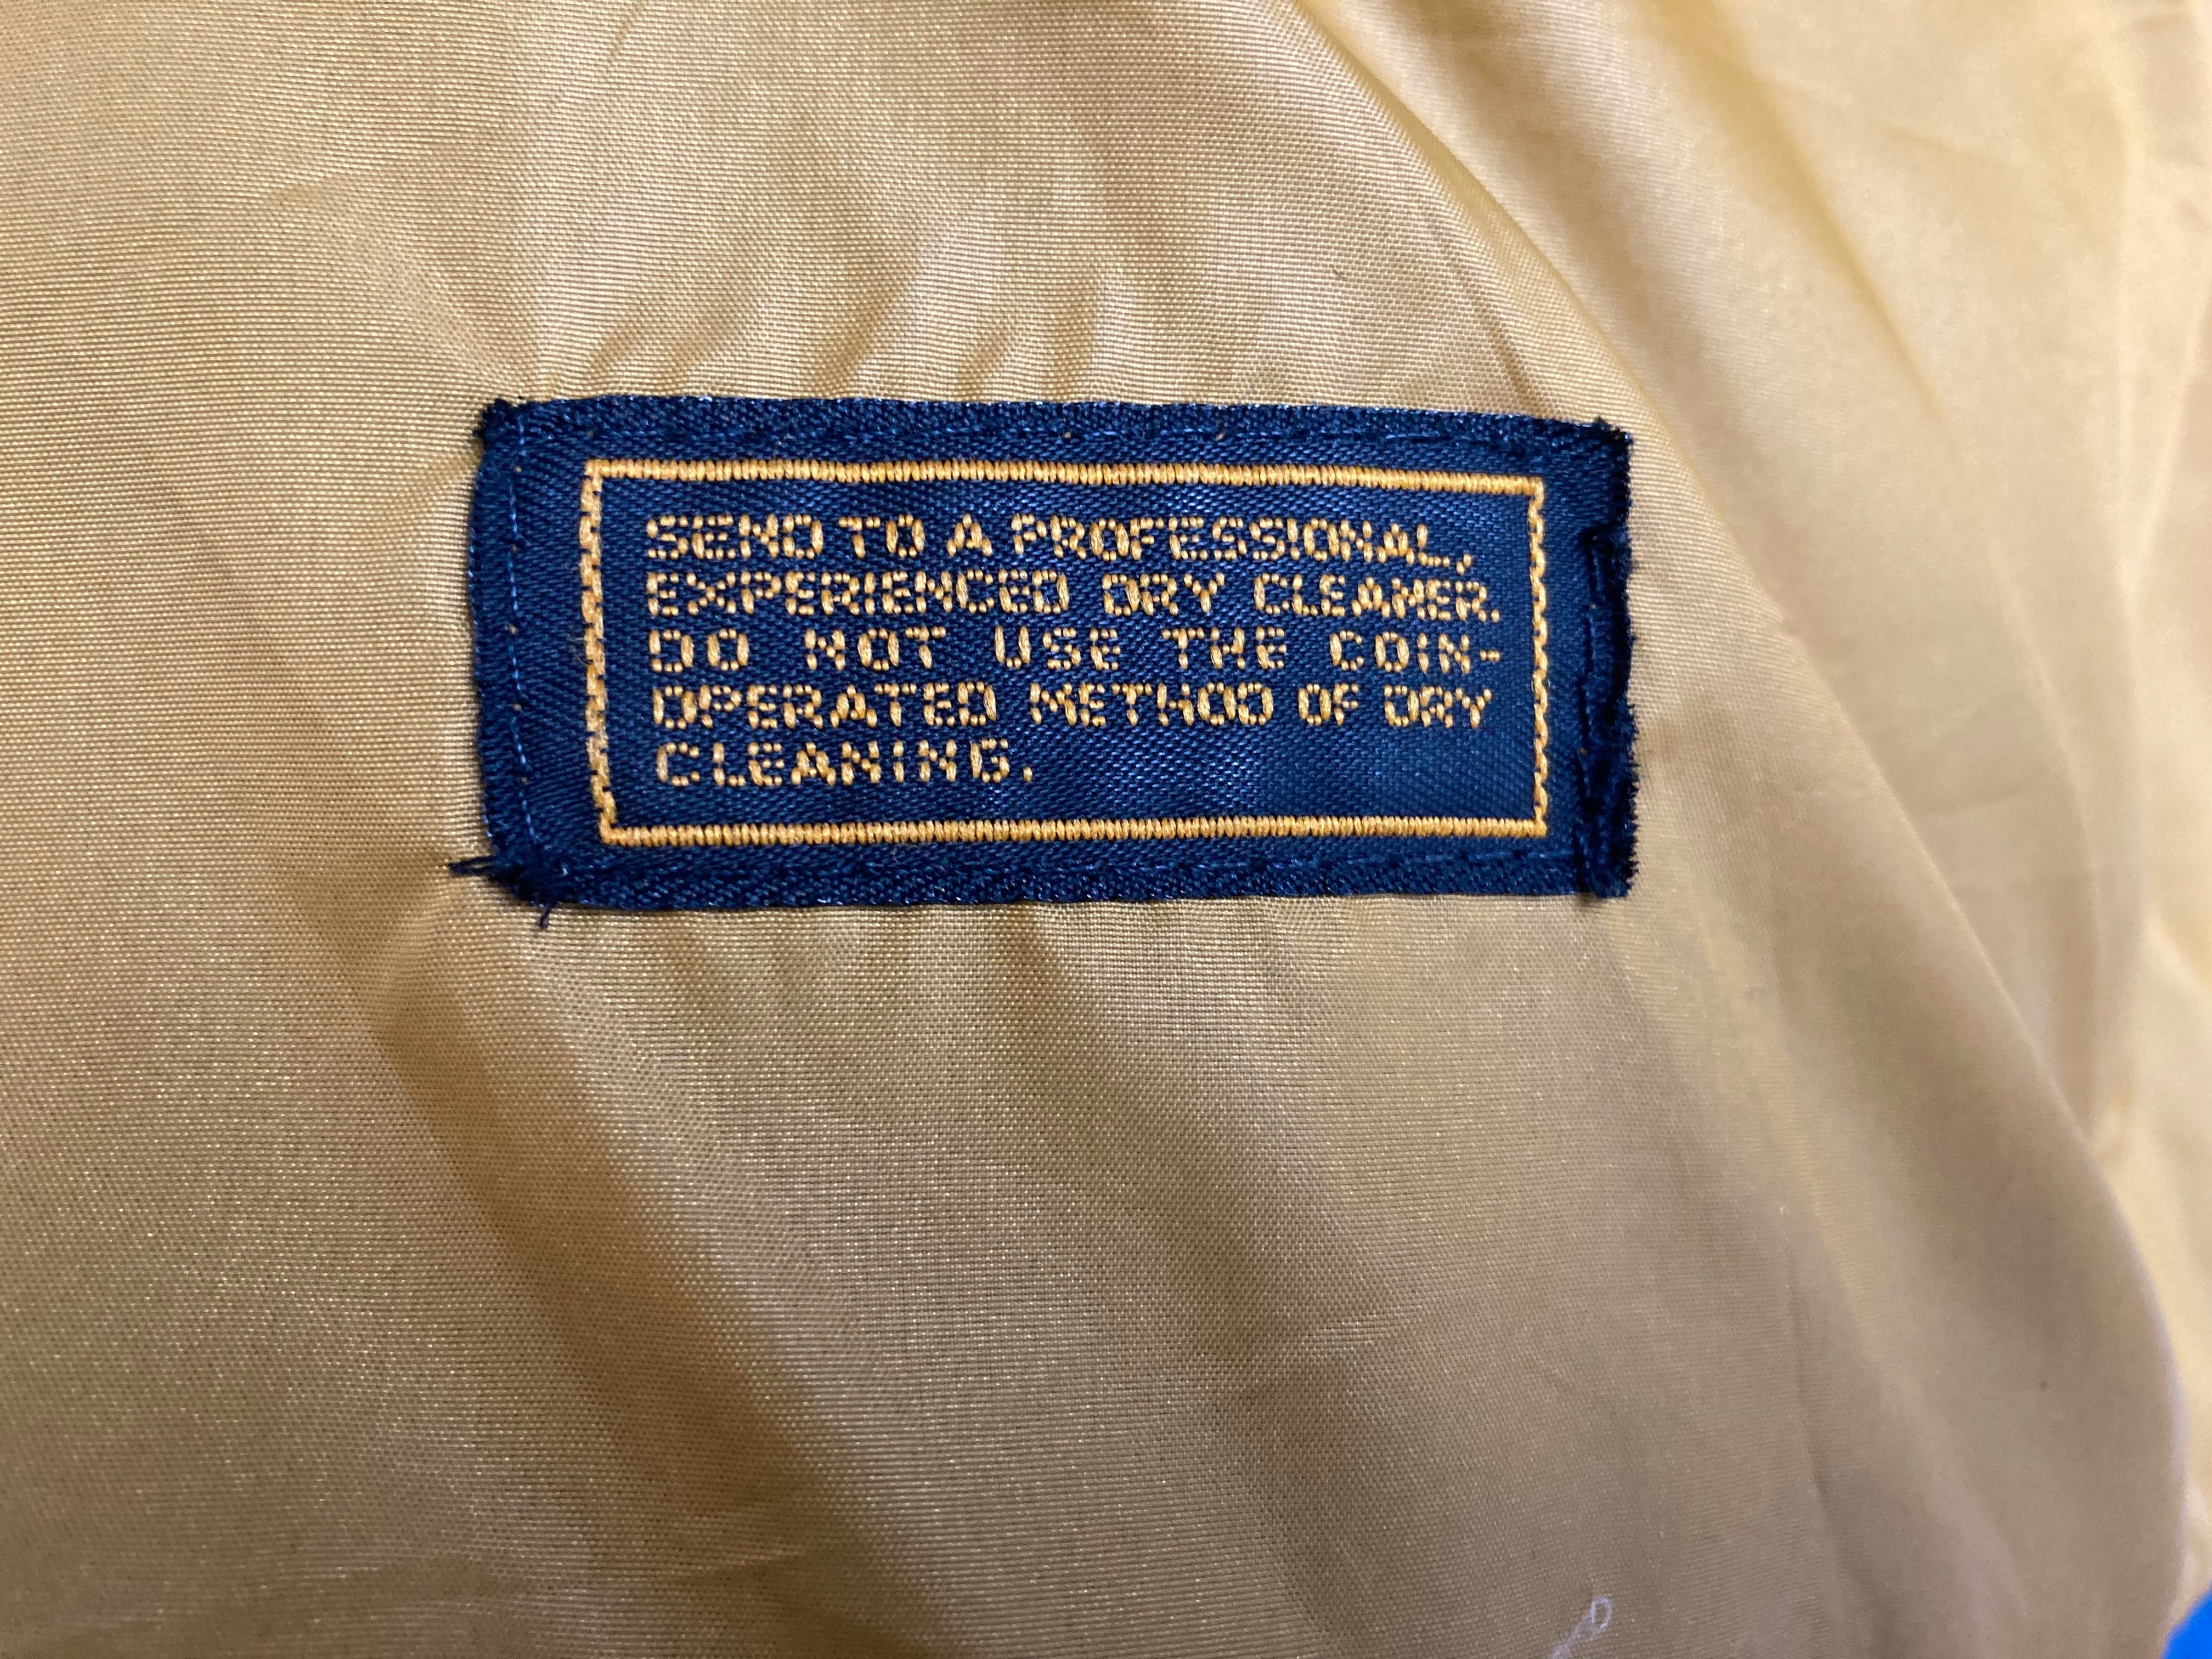 SEND TO A PROFESSIONAL,
EXPERIENCED DRY CLEANER.
DO NOT USE THE COIN-
OPERATED METHOD OF DRY
CLEANING.